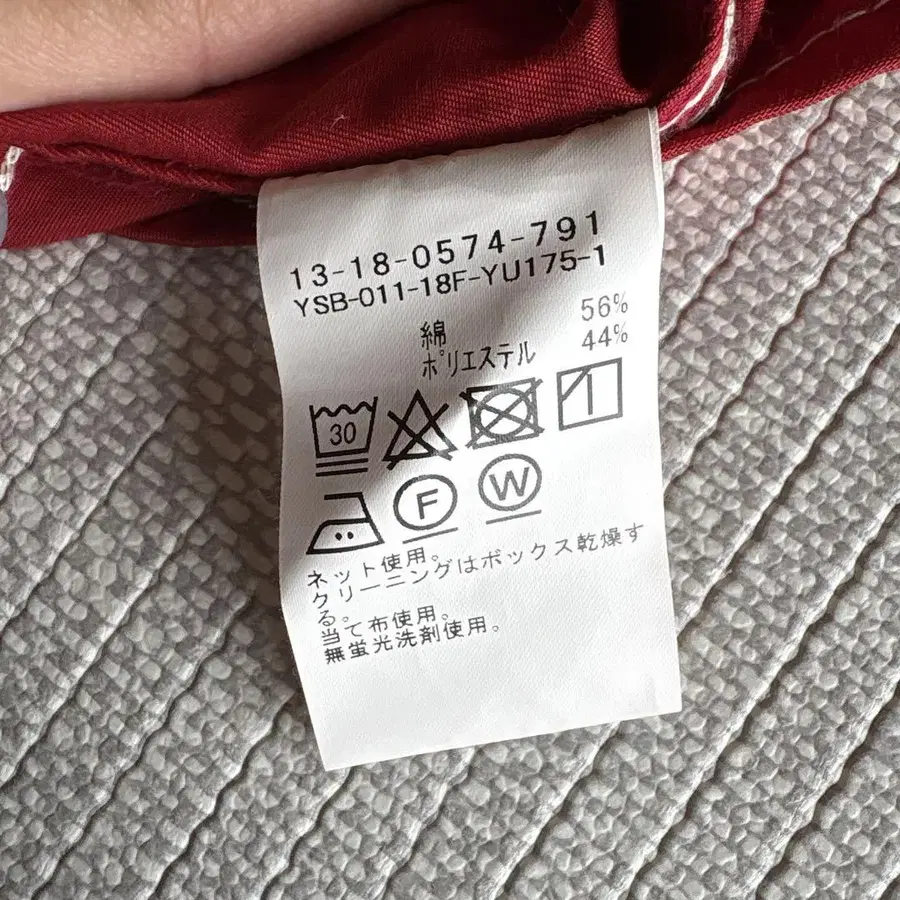 13-18-0574-791
YSB-011-18F-YU175-1
綿 56%
ポリエステル 44%
30
F W
ネット使用。
クリーニングはボックス乾燥す
る。
当て布使用。
無蛍光洗剤使用。